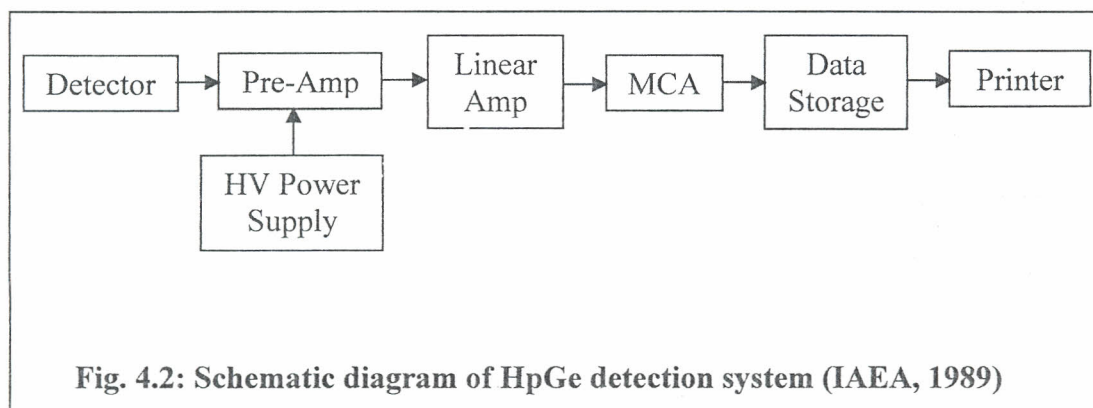 Detector
Pre-Amp
Linear
Amp
MCA
Data
Storage
Printer
HV Power
Supply
Fig. 4.2: Schematic diagram of HpGe detection system (IAEA, 1989)